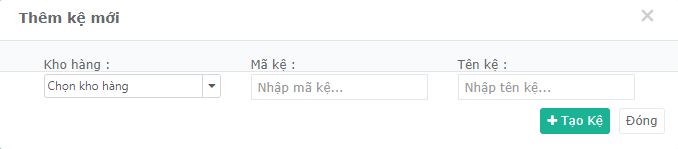 Thêm kệ mới ×
Kho hàng : Mã kệ : Tên kệ :
Chọn kho hàng Nhập mã kệ... Nhập tên kệ...
+ Tạo Kệ Đóng